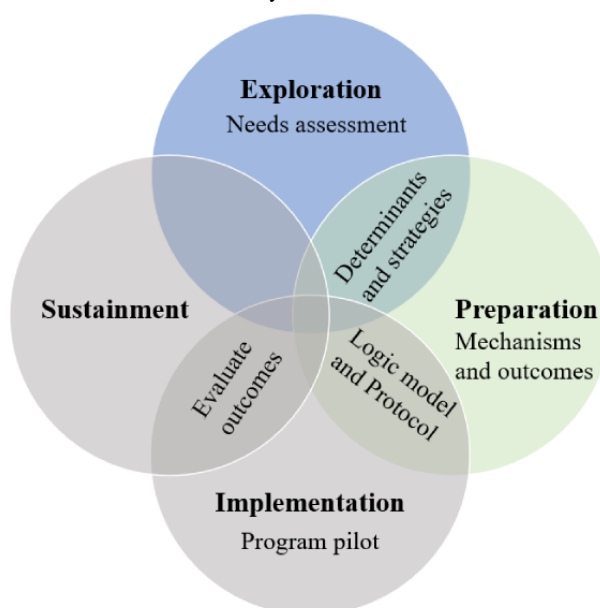 Exploration
Needs assessment
Determinants
and strategies
Sustainment
Preparation
Mechanisms
and outcomes
Evaluate
outcomes
Logic model
and Protocol
Implementation
Program pilot